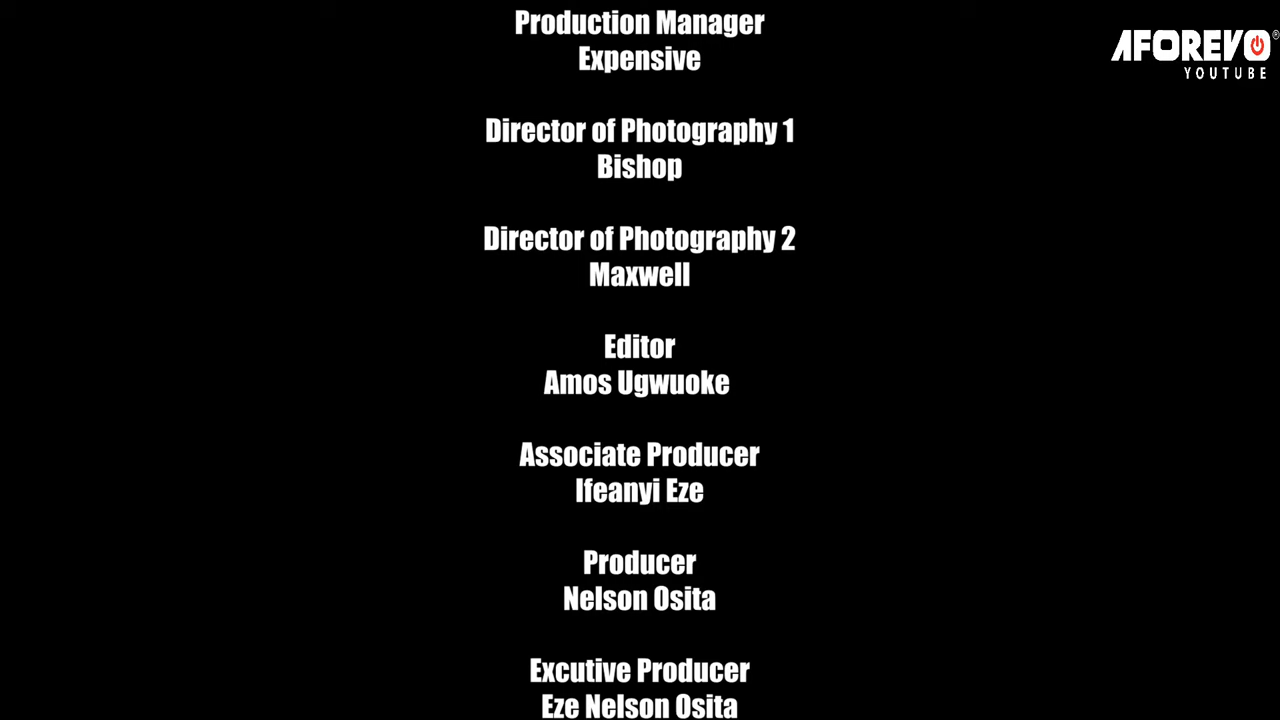 Production Manager
Expensive
AFOREVO®
YOUTUBE
Director of Photography 1
Bishop
Director of Photography 2
Maxwell
Editor
Amos Ugwuoke
Associate Producer
Ifeanyi Eze
Producer
Nelson Osita
Excutive Producer
Eze Nelson Osita